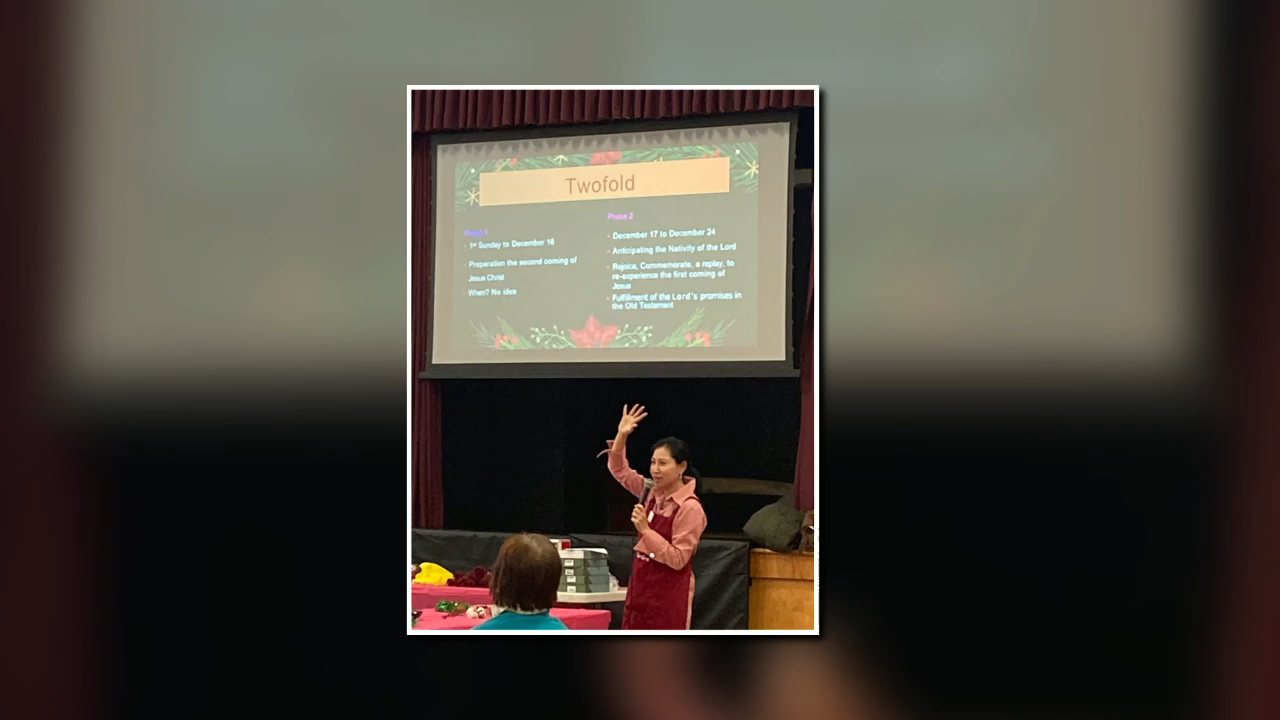 Twofold
Phase 1
- 1st Sunday to December 16
- Preparation the second coming of
Jesus Christ
- When? No idea
Phase 2
- December 17 to December 24
- Anticipating the Nativity of the Lord
- Rejoice, Commemorate, a replay, to
re-experience the first coming of
Jesus
- Fulfillment of the Lord's promises in
the Old Testament